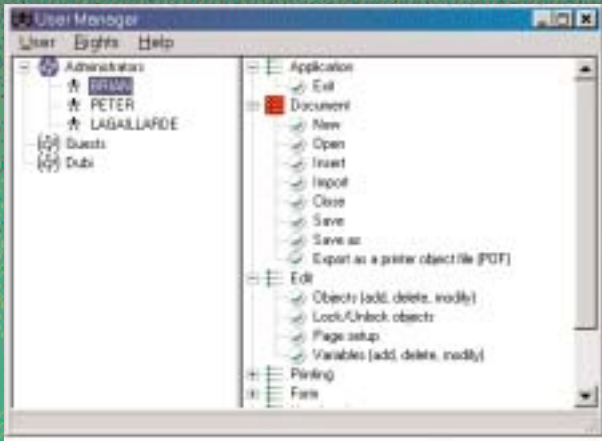 User Manager
User Rights Help
Administrators
BRIAN
PETER
LAGAILLARDE
Guests
Dubi
Application
Exit
Document
New
Open
Insert
Import
Close
Save
Save as
Export as a printer object file (POF)
Edit
Objects (add, delete, modify)
Lock/Unlock objects
Page setup
Variables (add, delete, modify)
Printing
Form